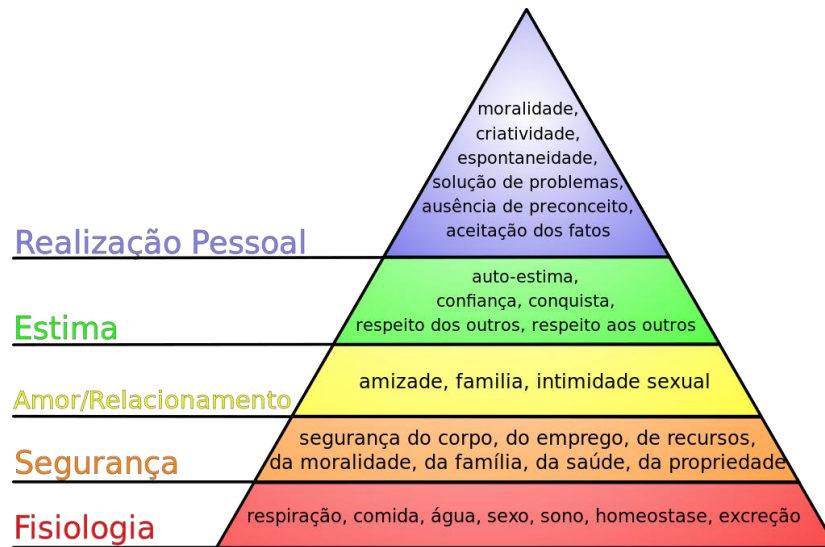 moralidade,
criatividade,
espontaneidade,
solução de problemas,
ausência de preconceito,
aceitação dos fatos
Realização Pessoal
auto-estima,
confiança, conquista,
respeito dos outros, respeito aos outros
Estima
amizade, familia, intimidade sexual
Amor/Relacionamento
segurança do corpo, do emprego, de recursos,
da moralidade, da família, da saúde, da propriedade
Segurança
respiração, comida, água, sexo, sono, homeostase, excreção
Fisiologia